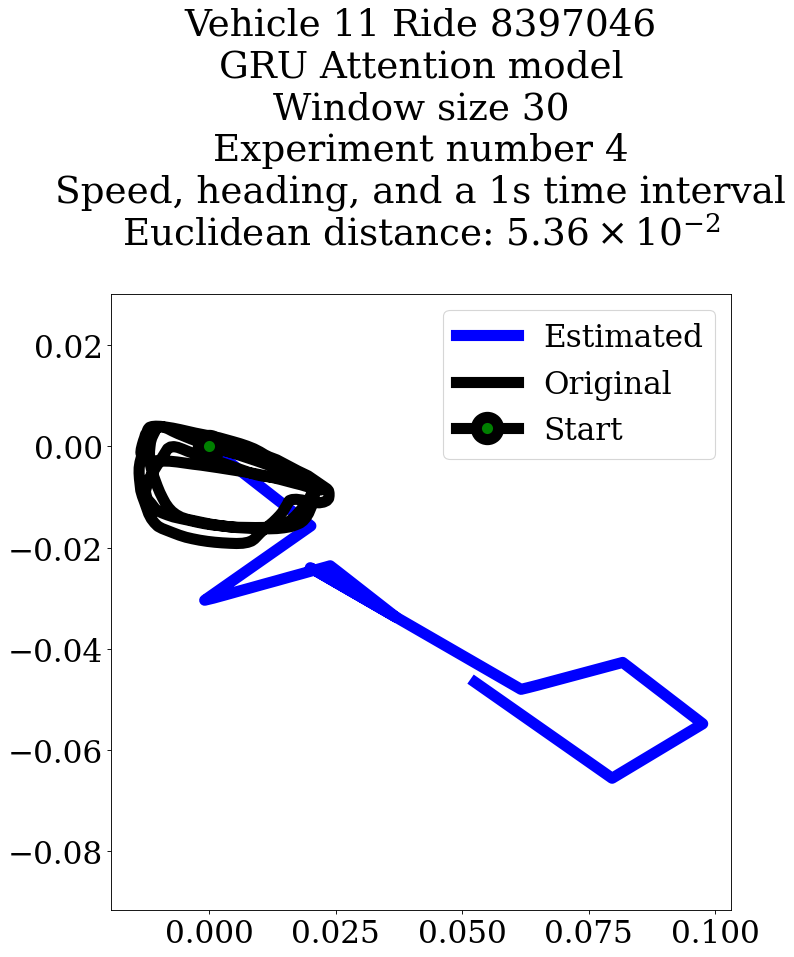 Vehicle 11 Ride 8397046
GRU Attention model
Window size 30
Experiment number 4
Speed, heading, and a 1s time interval
Euclidean distance: 5.36 × 10⁻²
Estimated
Original
Start
0.02
0.00
−0.02
−0.04
−0.06
−0.08
0.000 0.025 0.050 0.075 0.100